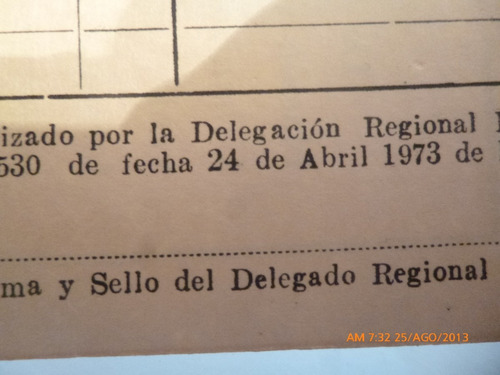 izado por la Delegación Regional
530 de fecha 24 de Abril 1973 de
ma y Sello del Delegado Regional
AM 7:32 25/AGO/2013